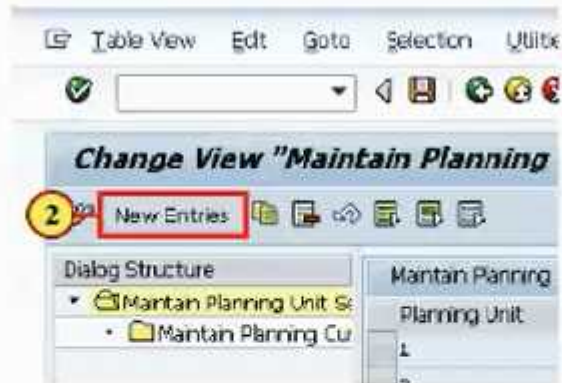 Table View Edit Goto Selection
Change View "Maintain Planning
2 New Entries
Dialog Structure
Maintain Planning
Maintain Planning Unit
Planning Unit
Maintain Planning
1